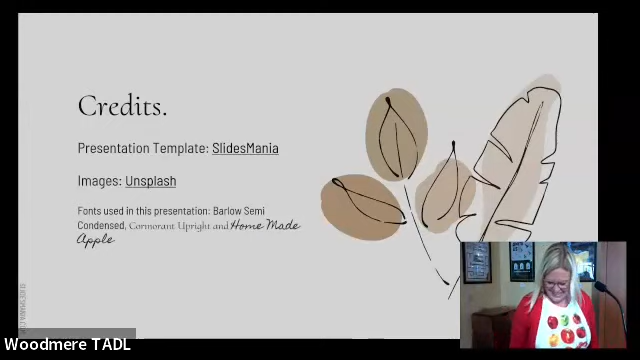 Credits.
Presentation Template: SlidesMania
Images: Unsplash
Fonts used in this presentation: Barlow Semi
Condensed, Cormorant Upright and Home Made
Apple
Woodmere TADL